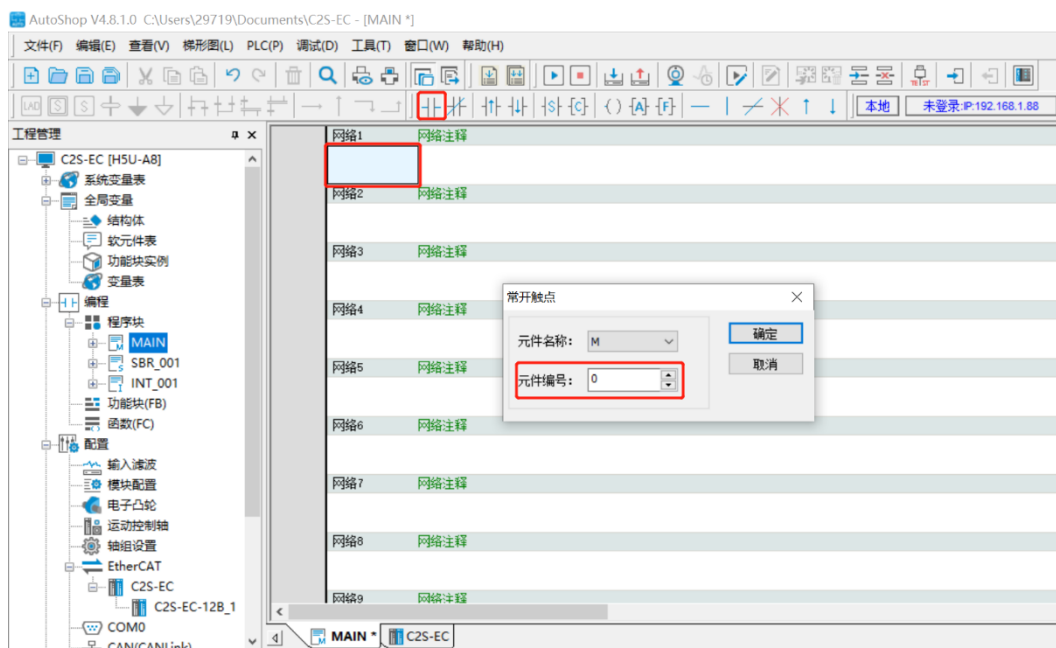 AutoShop V4.8.1.0 C:\Users\29719\Documents\C2S-EC - [MAIN *]
文件(F) 编辑(E) 查看(V) 梯形图(L) PLC(P) 调试(D) 工具(T) 窗口(W) 帮助(H)
LAD S S S C A F 本地 未登录:IP:192.168.1.88
工程管理
C2S-EC [H5U-A8]
系统变量表
全局变量
结构体
软元件表
功能块实例
变量表
编程
程序块
MAIN
SBR_001
INT_001
功能块(FB)
函数(FC)
配置
输入滤波
模块配置
电子凸轮
运动控制轴
轴组设置
EtherCAT
C2S-EC
C2S-EC-12B_1
COM0
CAN(CANLink)
网络1 网络注释
网络2 网络注释
网络3 网络注释
网络4 网络注释
网络5 网络注释
网络6 网络注释
网络7 网络注释
网络8 网络注释
网络9 网络注释
常开触点
元件名称: M
元件编号: 0
确定
取消
MAIN * C2S-EC